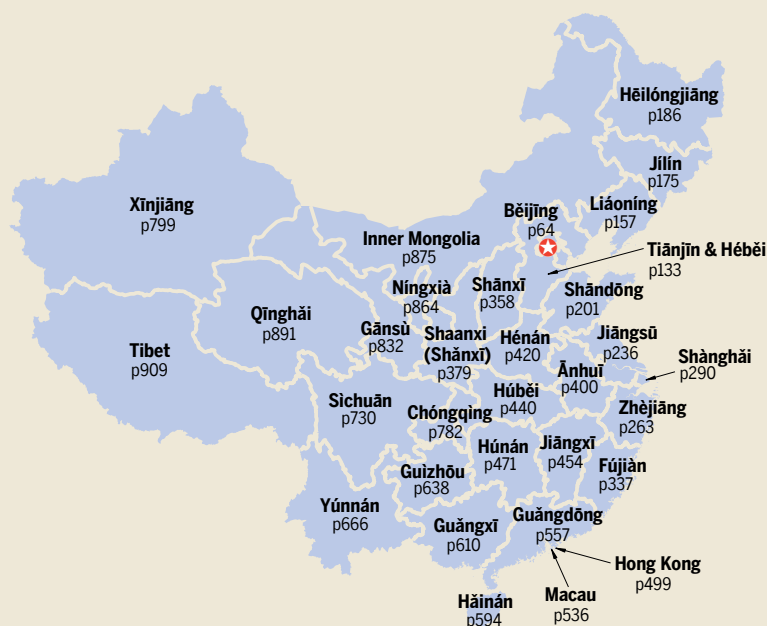 Hēilóngjiāng
p186
Jílín
p175
Xīnjiāng
p799
Běijīng
p64
Liáoníng
p157
Inner Mongolia
p875
Tiānjīn & Héběi
p133
Níngxià
p864
Shānxī
p358
Shāndōng
p201
Qīnghǎi
p891
Gānsù
p832
Shaanxi
(Shǎnxī)
p379
Hénán
p420
Jiāngsū
p236
Tibet
p909
Ānhuī
p400
Shànghǎi
p290
Sìchuān
p730
Chóngqìng
p782
Húběi
p440
Zhèjiāng
p263
Húnán
p471
Jiāngxī
p454
Guìzhōu
p638
Fújiàn
p337
Yúnnán
p666
Guǎngxī
p610
Guǎngdōng
p557
Hong Kong
p499
Macau
p536
Hǎinán
p594